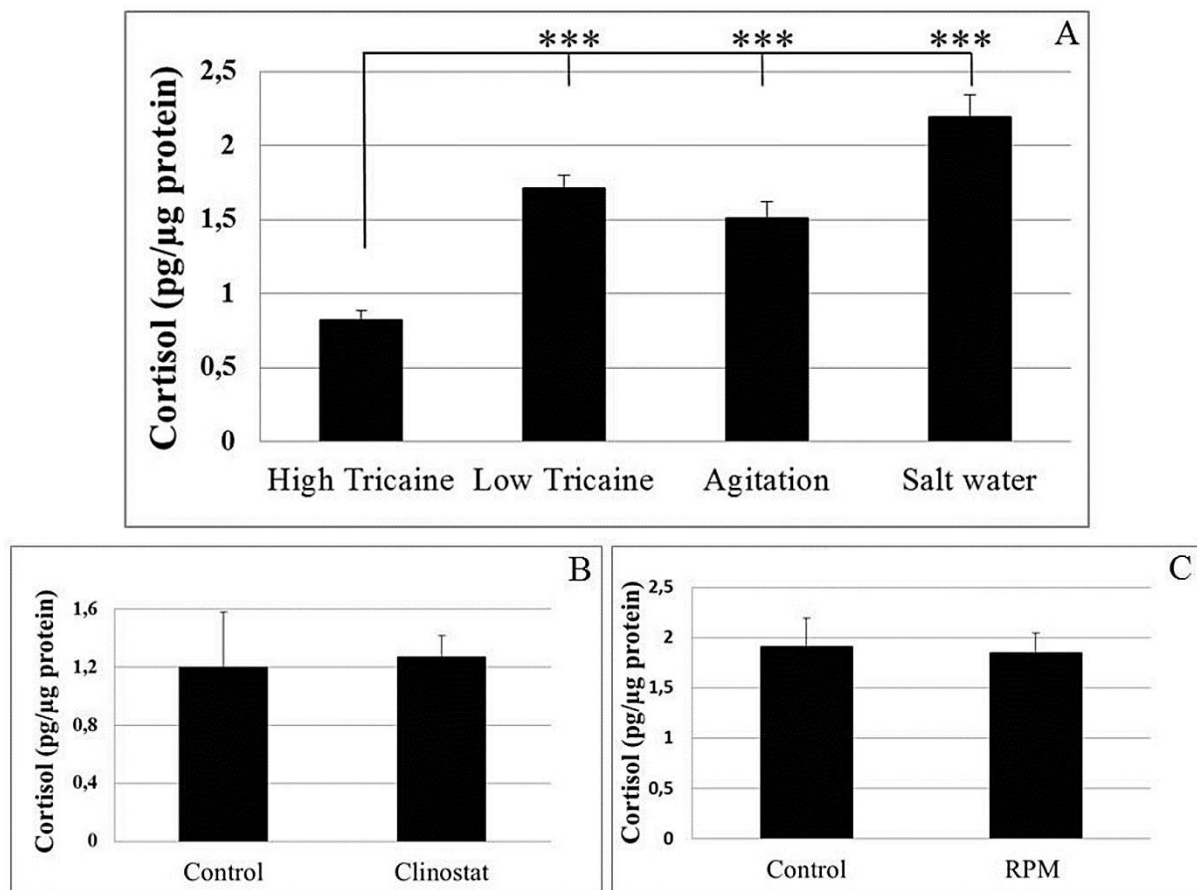 A
*** *** ***
Cortisol (pg/µg protein)
2,5
2
1,5
1
0,5
0
High Tricaine Low Tricaine Agitation Salt water
B
Cortisol (pg/µg protein)
1,6
1,2
0,8
0,4
0
Control Clinostat
C
Cortisol (pg/µg protein)
2,5
2
1,5
1
0,5
0
Control RPM